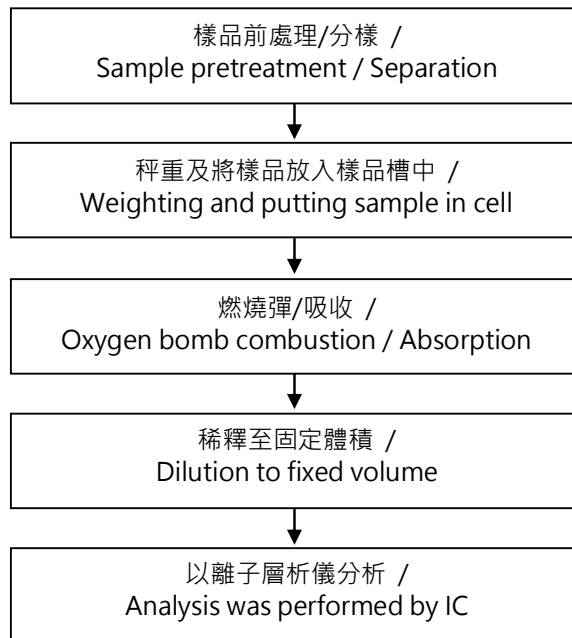 樣品前處理/分樣 /
Sample pretreatment / Separation
秤重及將樣品放入樣品槽中 /
Weighting and putting sample in cell
燃燒彈/吸收 /
Oxygen bomb combustion / Absorption
稀釋至固定體積 /
Dilution to fixed volume
以離子層析儀分析 /
Analysis was performed by IC